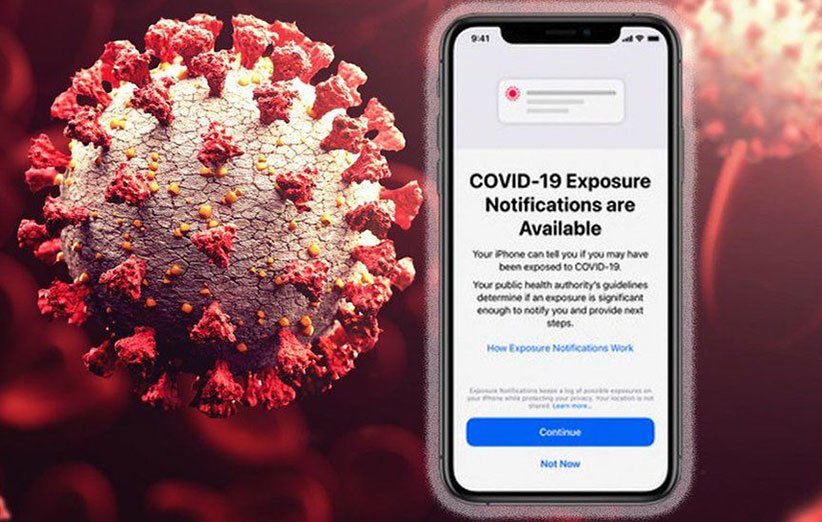 9:41
COVID-19 Exposure
Notifications are
Available
Your iPhone can tell you if you may have
been exposed to COVID-19.
Your public health authority's guidelines
determine if an exposure is significant
enough to notify you and provide next
steps.
How Exposure Notifications Work
Exposure Notifications keeps a log of possible exposures on
your iPhone while protecting your privacy. Your location is not
shared. Learn more...
Continue
Not Now